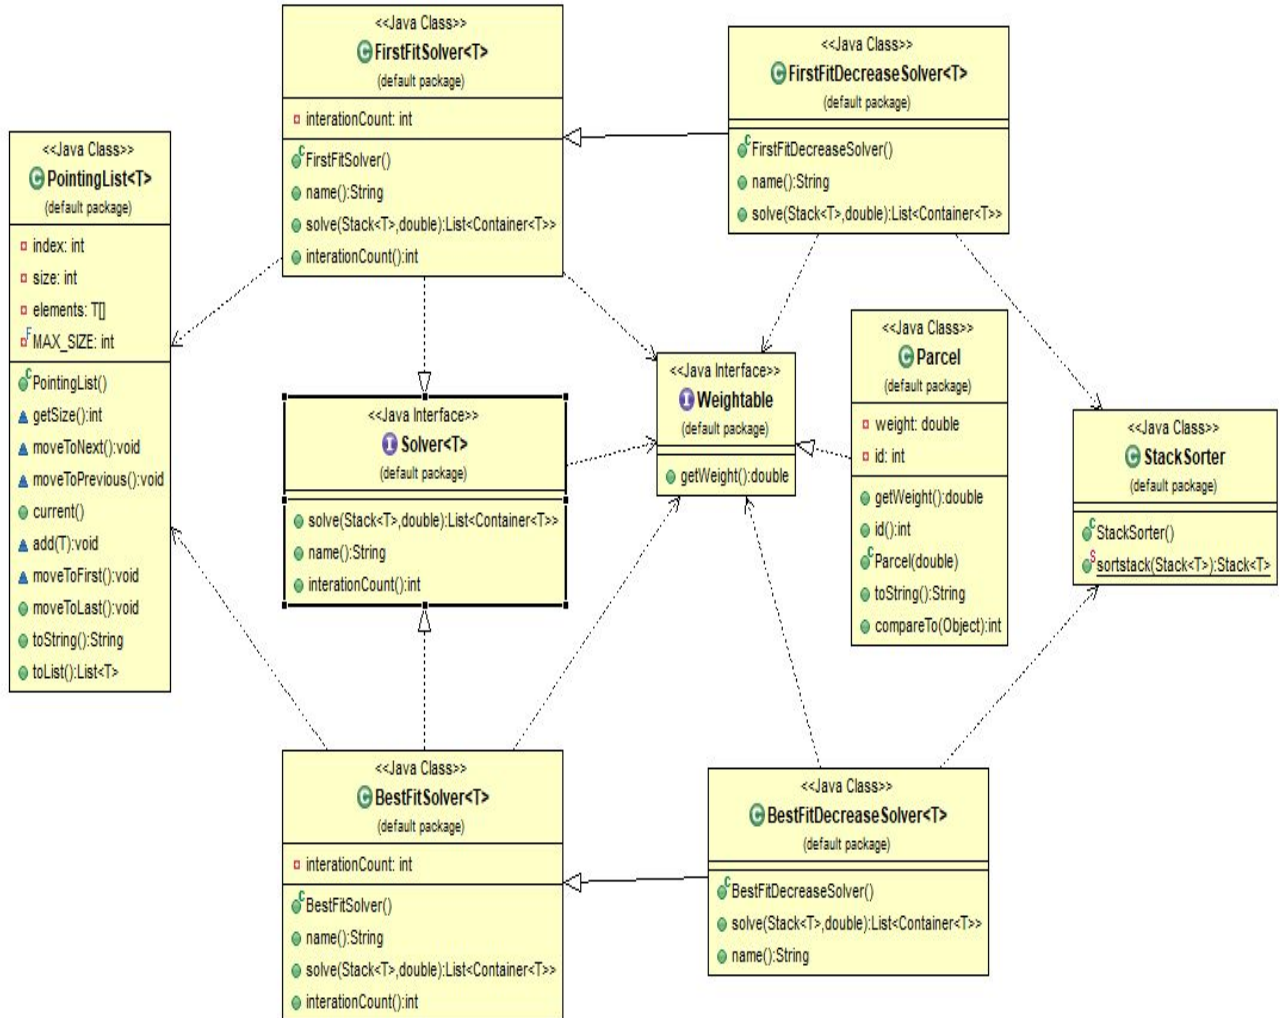 <<Java Class>>
FirstFitSolver<T>
(default package)
interationCount: int
FirstFitSolver()
name():String
solve(Stack<T>,double):List<Container<T>>
interationCount():int
<<Java Class>>
FirstFitDecreaseSolver<T>
(default package)
FirstFitDecreaseSolver()
name():String
solve(Stack<T>,double):List<Container<T>>
<<Java Class>>
PointingList<T>
(default package)
index: int
size: int
elements: T[]
MAX_SIZE: int
PointingList()
getSize():int
moveToNext():void
moveToPrevious():void
current()
add(T):void
moveToFirst():void
moveToLast():void
toString():String
toList():List<T>
<<Java Interface>>
Solver<T>
(default package)
solve(Stack<T>,double):List<Container<T>>
name():String
interationCount():int
<<Java Interface>>
Weightable
(default package)
getWeight():double
<<Java Class>>
Parcel
(default package)
weight: double
id: int
getWeight():double
id():int
Parcel(double)
toString():String
compareTo(Object):int
<<Java Class>>
StackSorter
(default package)
StackSorter()
sortstack(Stack<T>):Stack<T>
<<Java Class>>
BestFitSolver<T>
(default package)
interationCount: int
BestFitSolver()
name():String
solve(Stack<T>,double):List<Container<T>>
interationCount():int
<<Java Class>>
BestFitDecreaseSolver<T>
(default package)
BestFitDecreaseSolver()
solve(Stack<T>,double):List<Container<T>>
name():String